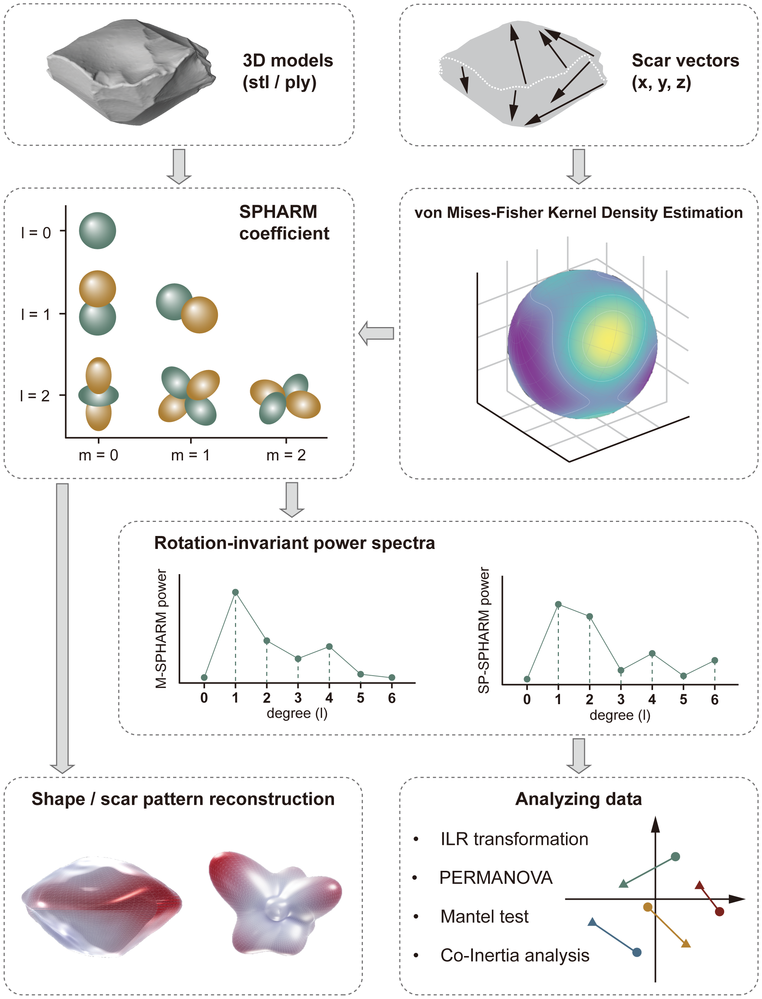 3D models
(stl / ply)
Scar vectors
(x, y, z)
SPHARM
coefficient
l = 0
l = 1
l = 2
m = 0
m = 1
m = 2
von Mises-Fisher Kernel Density Estimation
Rotation-invariant power spectra
M-SPHARM power
0 1 2 3 4 5 6
degree (l)
SP-SPHARM power
0 1 2 3 4 5 6
degree (l)
Shape / scar pattern reconstruction
Analyzing data
• ILR transformation
• PERMANOVA
• Mantel test
• Co-Inertia analysis